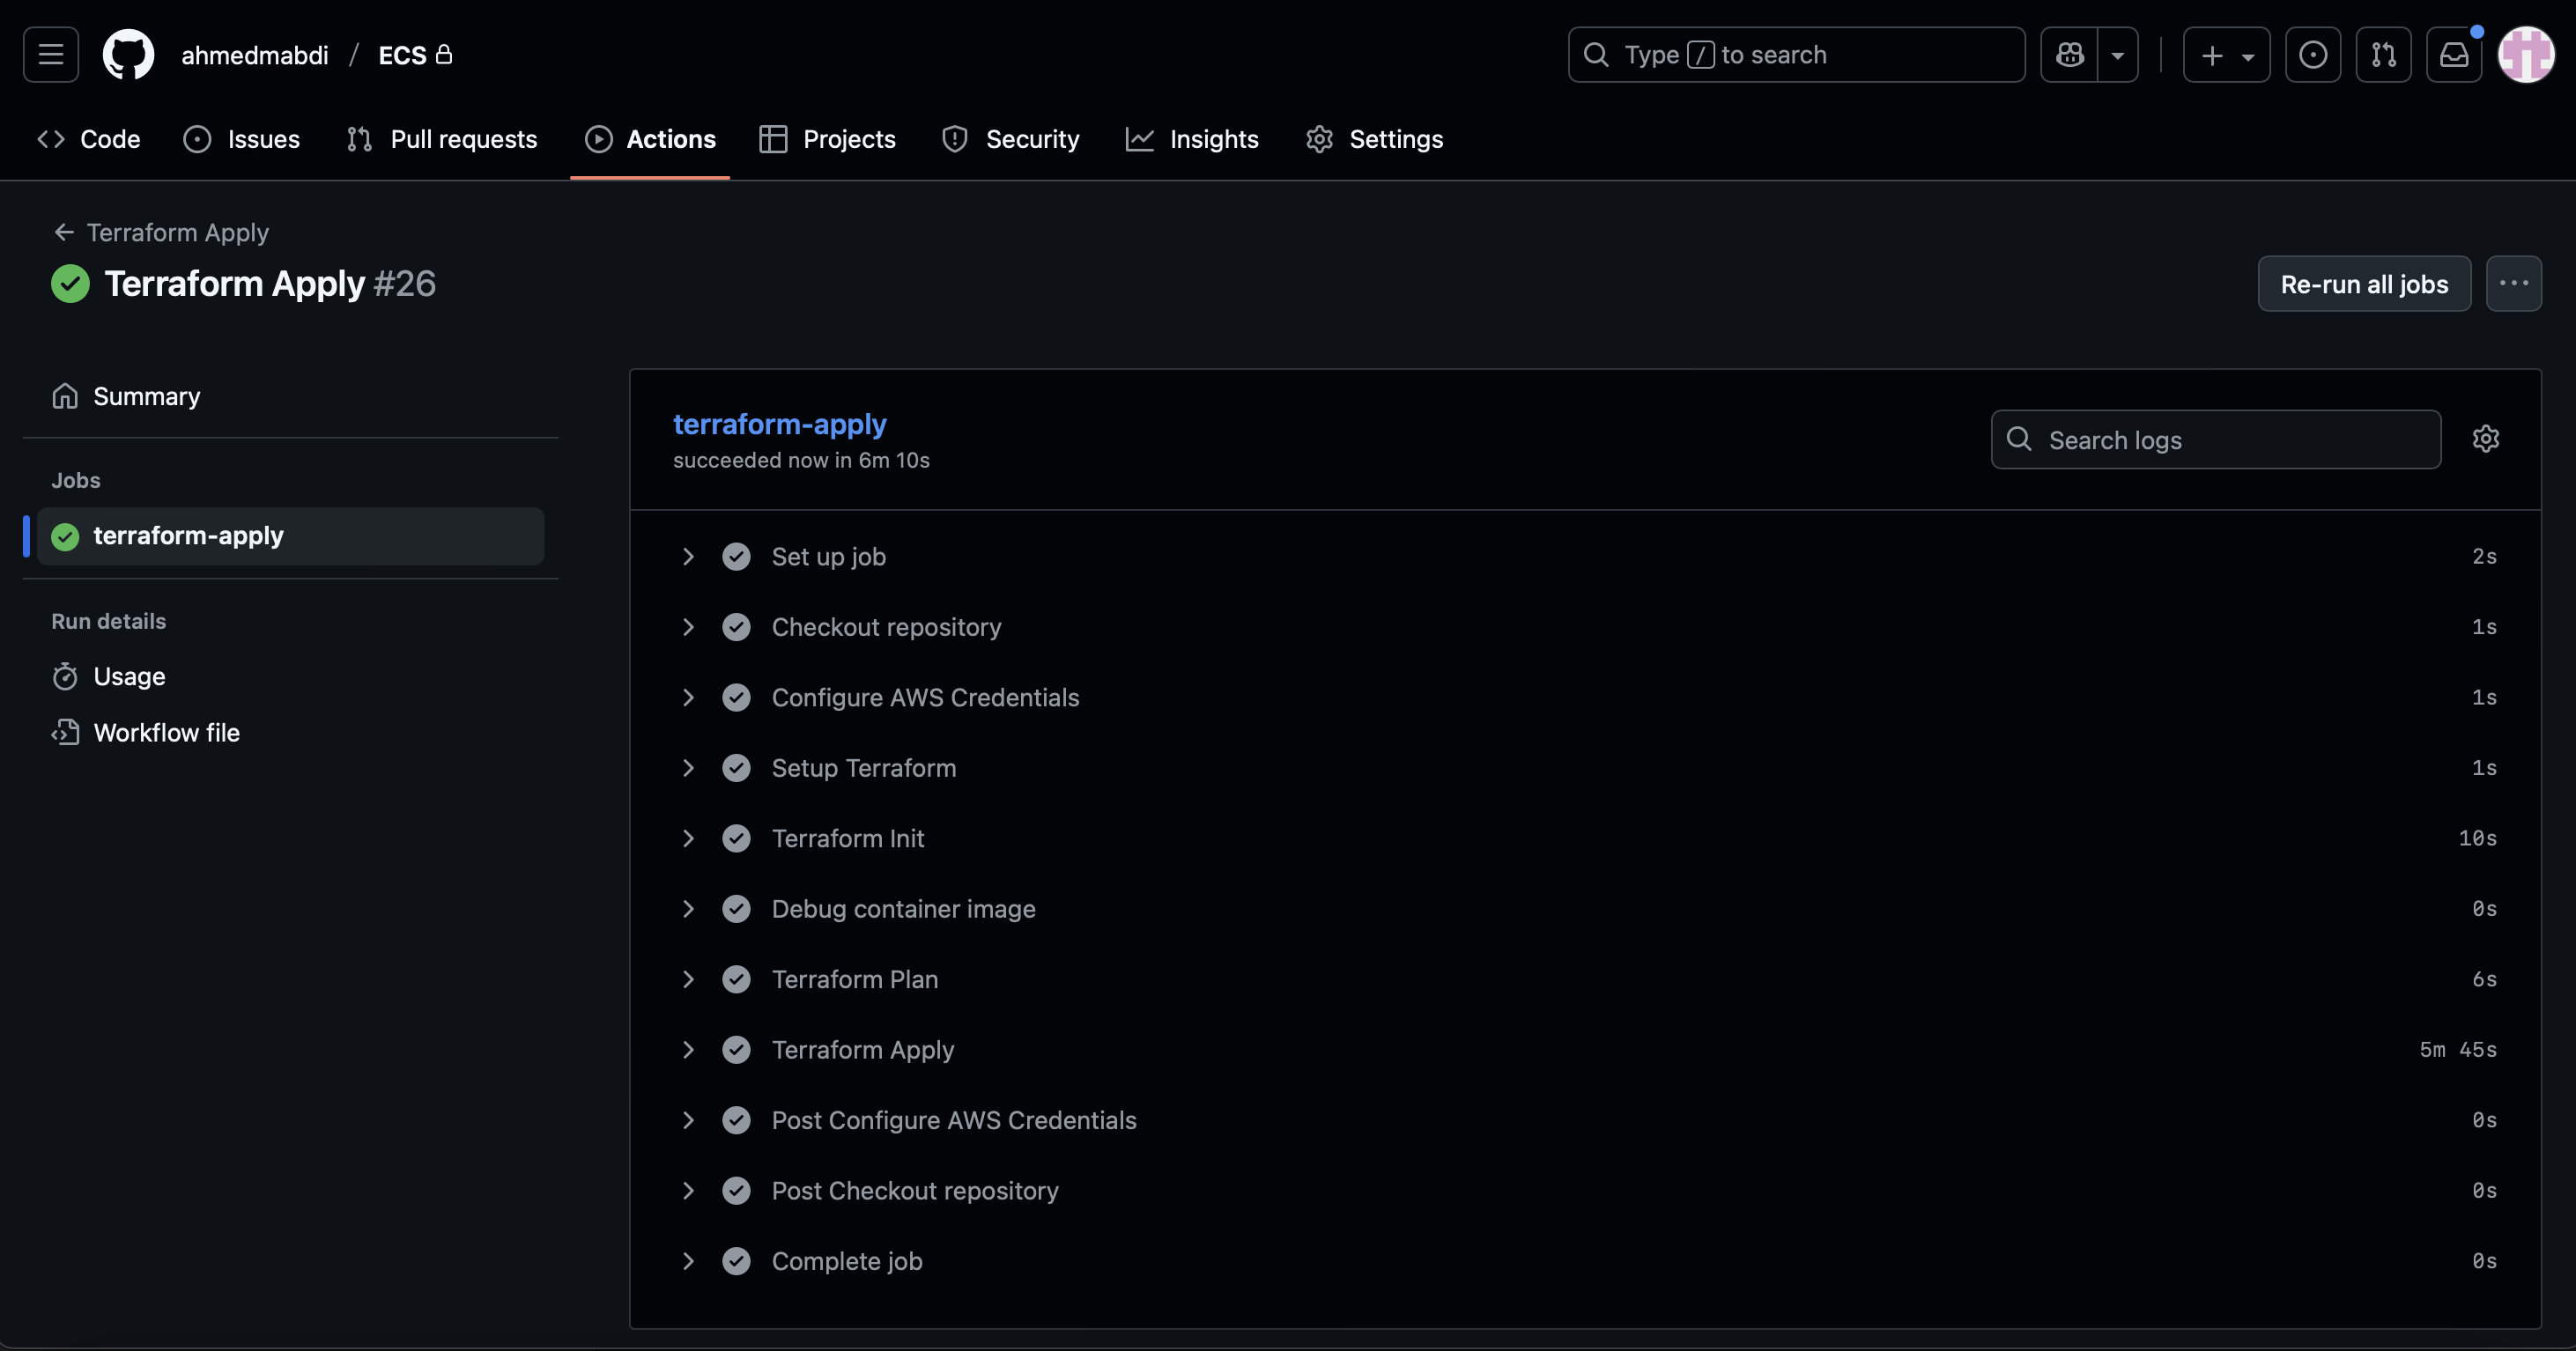 ahmedmabdi / ECS
Type / to search
Code Issues Pull requests Actions Projects Security Insights Settings
← Terraform Apply
Terraform Apply #26
Re-run all jobs
Summary
Jobs
terraform-apply
Run details
Usage
Workflow file
terraform-apply
succeeded now in 6m 10s
Search logs
Set up job 2s
Checkout repository 1s
Configure AWS Credentials 1s
Setup Terraform 1s
Terraform Init 10s
Debug container image 0s
Terraform Plan 6s
Terraform Apply 5m 45s
Post Configure AWS Credentials 0s
Post Checkout repository 0s
Complete job 0s